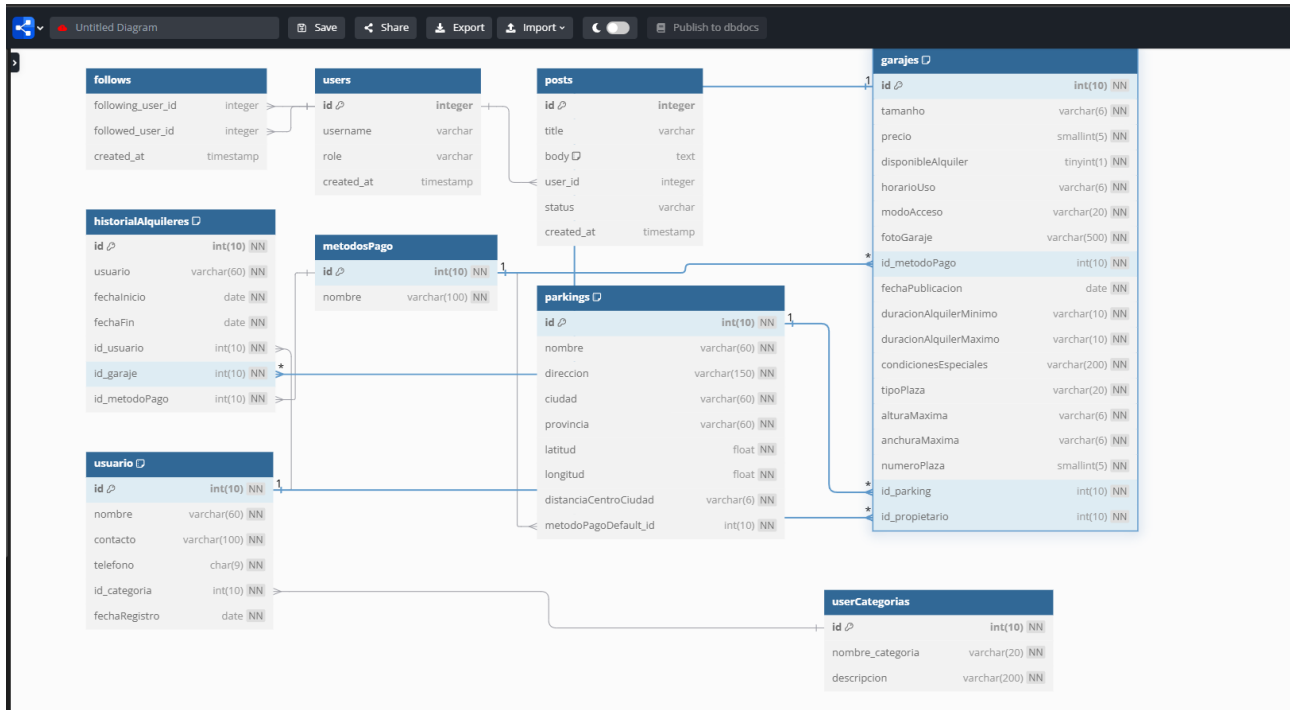 Untitled Diagram
Save
Share
Export
Import
Publish to dbdocs
follows
following_user_id integer
followed_user_id integer
created_at timestamp
users
id integer
username varchar
role varchar
created_at timestamp
posts
id integer
title varchar
body text
user_id integer
status varchar
created_at timestamp
garajes
1
id int(10) NN
tamanho varchar(6) NN
precio smallint(5) NN
disponibleAlquiler tinyint(1) NN
horarioUso varchar(6) NN
modoAcceso varchar(20) NN
fotoGaraje varchar(500) NN
*
id_metodoPago int(10) NN
fechaPublicacion date NN
duracionAlquilerMinimo varchar(10) NN
duracionAlquilerMaximo varchar(10) NN
condicionesEspeciales varchar(200) NN
tipoPlaza varchar(20) NN
alturaMaxima varchar(6) NN
anchuraMaxima varchar(6) NN
numeroPlaza smallint(5) NN
*
id_parking int(10) NN
*
id_propietario int(10) NN
historialAlquileres
id int(10) NN
usuario varchar(60) NN
fechaInicio date NN
fechaFin date NN
id_usuario int(10) NN
id_garaje int(10) NN
*
id_metodoPago int(10) NN
metodosPago
id int(10) NN
1
nombre varchar(100) NN
parkings
id int(10) NN
1
nombre varchar(60) NN
direccion varchar(150) NN
ciudad varchar(60) NN
provincia varchar(60) NN
latitud float NN
longitud float NN
distanciaCentroCiudad varchar(6) NN
metodoPagoDefault_id int(10) NN
usuario
id int(10) NN
1
nombre varchar(60) NN
contacto varchar(100) NN
telefono char(9) NN
id_categoria int(10) NN
fechaRegistro date NN
userCategorias
id int(10) NN
nombre_categoria varchar(20) NN
descripcion varchar(200) NN